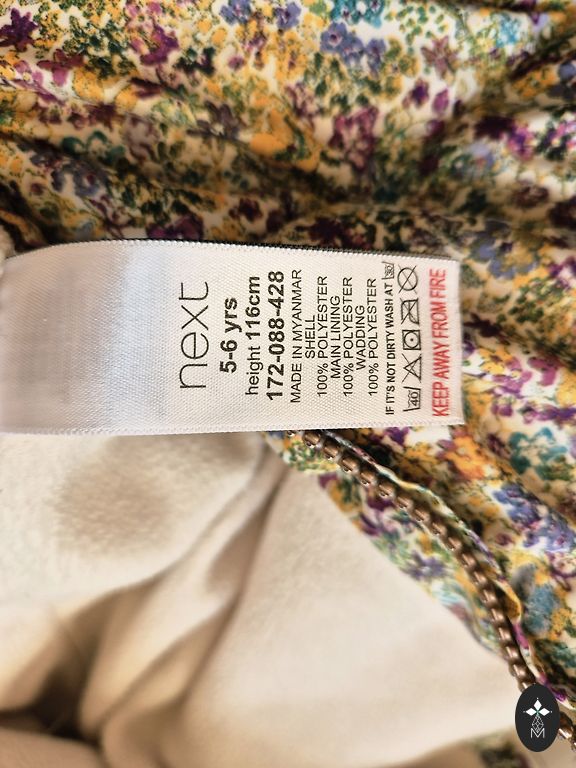 next
5-6 yrs
height 116cm
172-088-428
MADE IN MYANMAR
SHELL
100% POLYESTER
MAIN LINING
100% POLYESTER
WADDING
100% POLYESTER
IF IT'S NOT DIRTY WASH AT 30
40
KEEP AWAY FROM FIRE
M